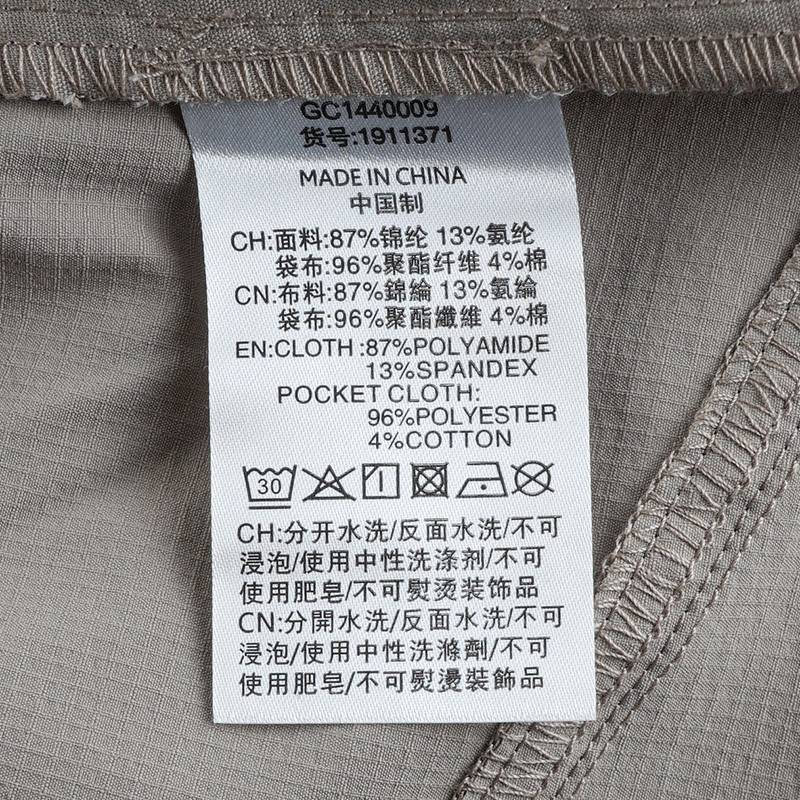 GC1440009
货号:1911371
MADE IN CHINA
中国制
CH:面料:87%锦纶 13%氨纶
袋布:96%聚酯纤维 4%棉
CN:布料:87%錦綸 13%氨綸
袋布:96%聚酯纖維 4%棉
EN:CLOTH :87%POLYAMIDE
13%SPANDEX
POCKET CLOTH:
96%POLYESTER
4%COTTON
30
CH:分开水洗/反面水洗/不可
浸泡/使用中性洗涤剂/不可
使用肥皂/不可熨烫装饰品
CN:分開水洗/反面水洗/不可
浸泡/使用中性洗滌劑/不可
使用肥皂/不可熨燙裝飾品